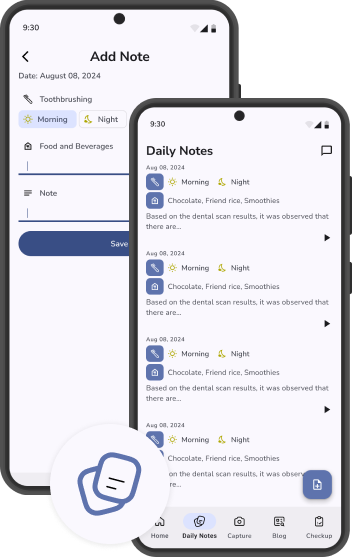 9:30
Add Note
Date: August 08, 2024
Toothbrushing
Morning
Night
Food and Beverages
Note
Save
9:30
Daily Notes
Aug 08, 2024
Morning
Night
Chocolate, Friend rice, Smoothies
Based on the dental scan results, it was observed that
there are...
Aug 08, 2024
Morning
Night
Chocolate, Friend rice, Smoothies
Based on the dental scan results, it was observed that
there are...
Aug 08, 2024
Morning
Night
Chocolate, Friend rice, Smoothies
Based on the dental scan results, it was observed that
there are...
Aug 08, 2024
Morning
Night
Chocolate, Friend rice, Smoothies
on the dental scan results, it was observed
Home
Daily Notes
Capture
Blog
Checkup